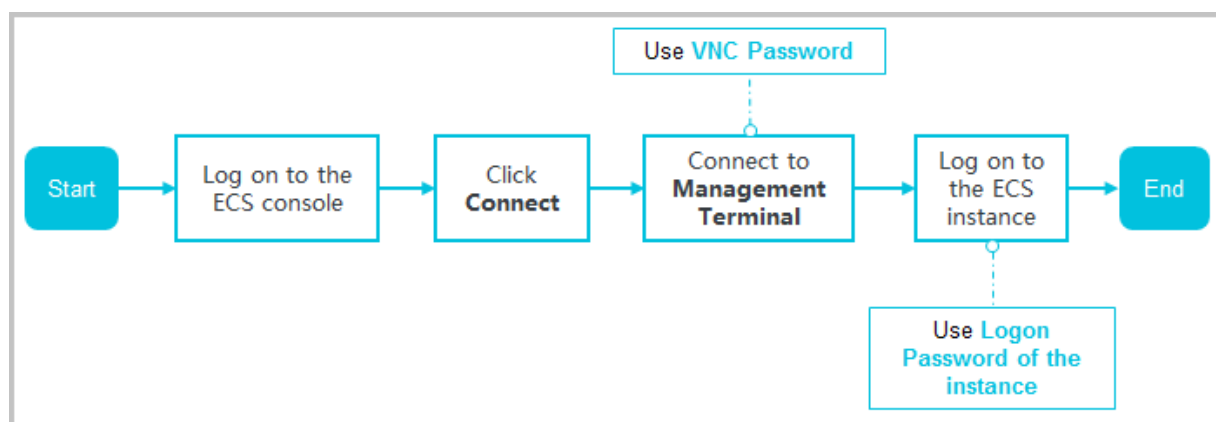 Use VNC Password
Start
Log on to the
ECS console
Click
Connect
Connect to
Management
Terminal
Log on to
the ECS
instance
End
Use Logon
Password of the
instance